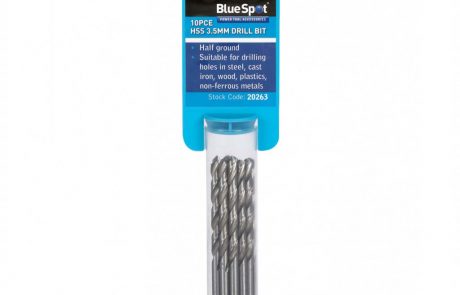 BlueSpot
POWER TOOL ACCESSORIES
10PCE
HSS 3.5MM DRILL BIT
• Half ground
• Suitable for drilling
holes in steel, cast
iron, wood, plastics,
non-ferrous metals
Stock Code: 20263